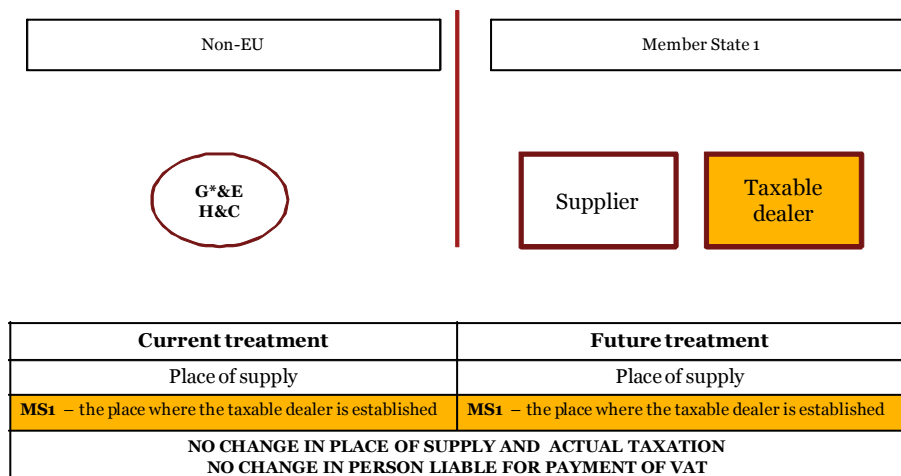 Non-EU
Member State 1
G*&E
H&C
Supplier
Taxable
dealer
Current treatment
Future treatment
Place of supply
Place of supply
MS1 – the place where the taxable dealer is established
MS1 – the place where the taxable dealer is established
NO CHANGE IN PLACE OF SUPPLY AND ACTUAL TAXATION
NO CHANGE IN PERSON LIABLE FOR PAYMENT OF VAT